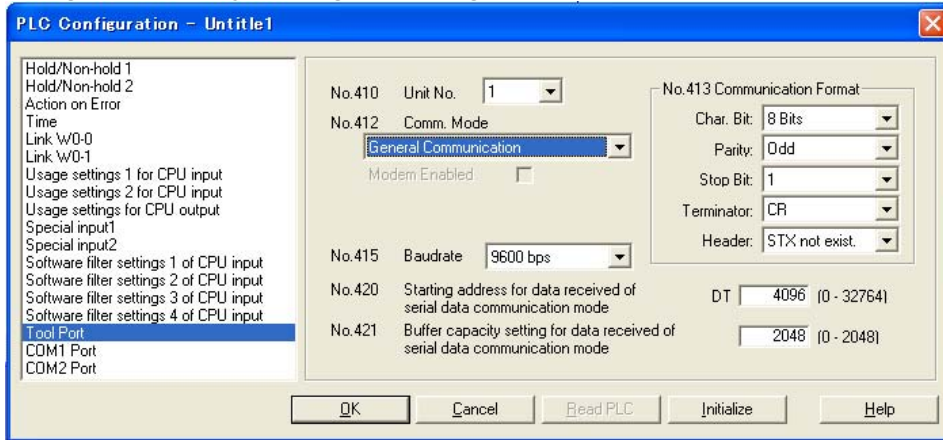 PLC Configuration - Untitle1
Hold/Non-hold 1
Hold/Non-hold 2
Action on Error
Time
Link W0-0
Link W0-1
Usage settings 1 for CPU input
Usage settings 2 for CPU input
Usage settings for CPU output
Special input1
Special input2
Software filter settings 1 of CPU input
Software filter settings 2 of CPU input
Software filter settings 3 of CPU input
Software filter settings 4 of CPU input
Tool Port
COM1 Port
COM2 Port
No.410 Unit No. 1
No.412 Comm. Mode
General Communication
Modem Enabled
No.413 Communication Format
Char. Bit: 8 Bits
Parity: Odd
Stop Bit: 1
Terminator: CR
Header: STX not exist.
No.415 Baudrate 9600 bps
No.420 Starting address for data received of
serial data communication mode
DT 4096 (0 - 32764)
No.421 Buffer capacity setting for data received of
serial data communication mode
2048 (0 - 2048)
OK Cancel Read PLC Initialize Help